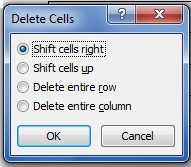 Delete Cells
Shift cells right
Shift cells up
Delete entire row
Delete entire column
OK
Cancel